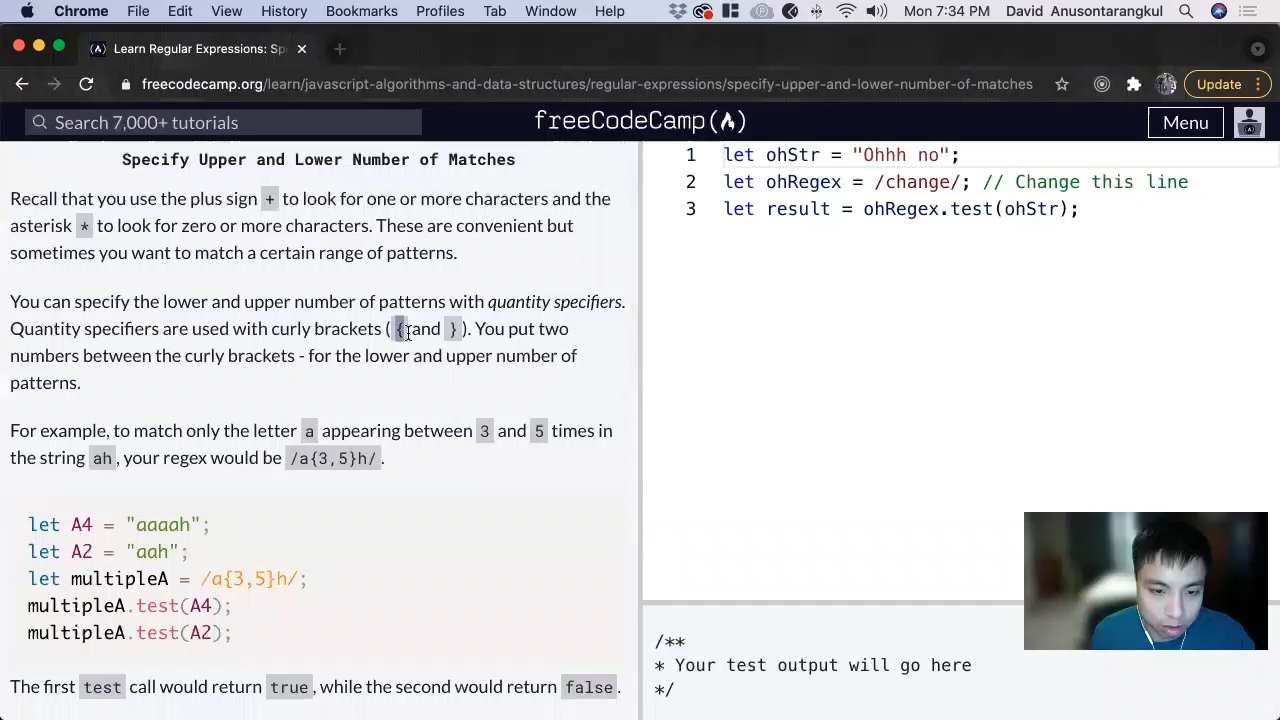 Chrome File Edit View History Bookmarks Profiles Tab Window Help Mon 7:34 PM David Anusontarangkul
Learn Regular Expressions: Spe
freecodecamp.org/learn/javascript-algorithms-and-data-structures/regular-expressions/specify-upper-and-lower-number-of-matches Update
Search 7,000+ tutorials freeCodeCamp Menu
Specify Upper and Lower Number of Matches
Recall that you use the plus sign + to look for one or more characters and the
asterisk * to look for zero or more characters. These are convenient but
sometimes you want to match a certain range of patterns.
You can specify the lower and upper number of patterns with quantity specifiers.
Quantity specifiers are used with curly brackets ( { and } ). You put two
numbers between the curly brackets - for the lower and upper number of
patterns.
For example, to match only the letter a appearing between 3 and 5 times in
the string ah, your regex would be /a{3,5}h/.
let A4 = "aaaah";
let A2 = "aah";
let multipleA = /a{3,5}h/;
multipleA.test(A4);
multipleA.test(A2);
The first test call would return true, while the second would return false.
1 let ohStr = "Ohhh no";
2 let ohRegex = /change/; // Change this line
3 let result = ohRegex.test(ohStr);
/**
* Your test output will go here
*/